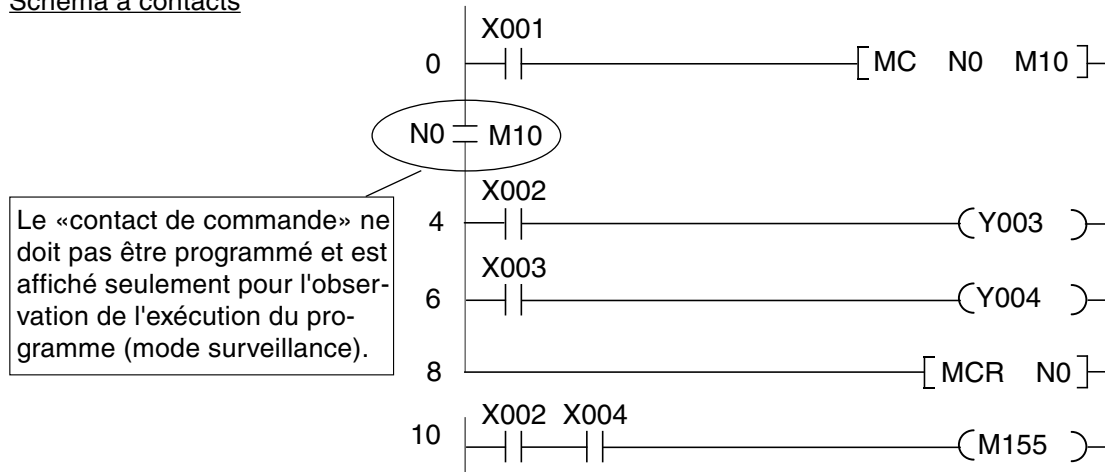 Schéma à contacts
X001
0 MC N0 M10
N0 M10
Le «contact de commande» ne
doit pas être programmé et est
affiché seulement pour l'obser-
vation de l'exécution du pro-
gramme (mode surveillance).
X002
4 Y003
X003
6 Y004
8 MCR N0
X002 X004
10 M155